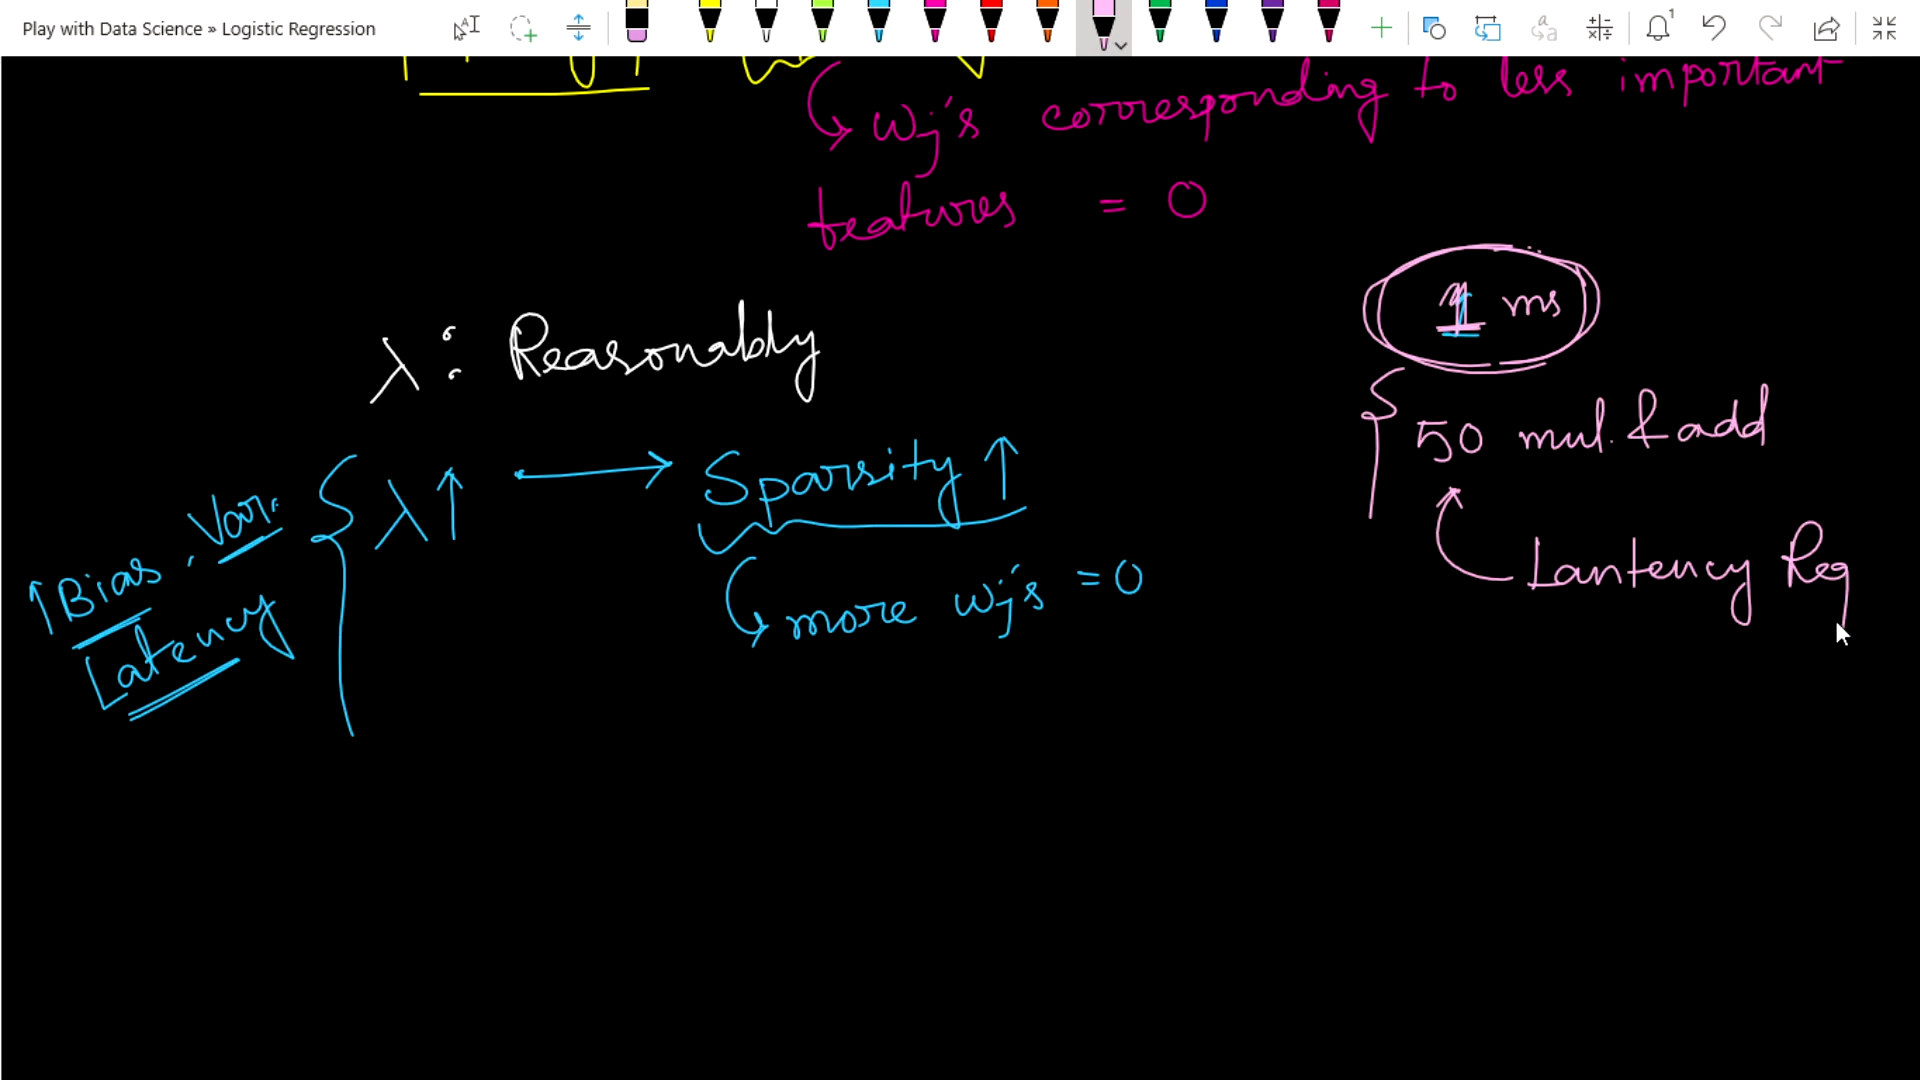 Play with Data Science » Logistic Regression
Wj's corresponding to less important
features = 0
1 ms
λ : Reasonably
50 mul. & add
λ↑ → Sparsity ↑
↑Bias, Var.
Lantency Req
more Wj's = 0
Latency